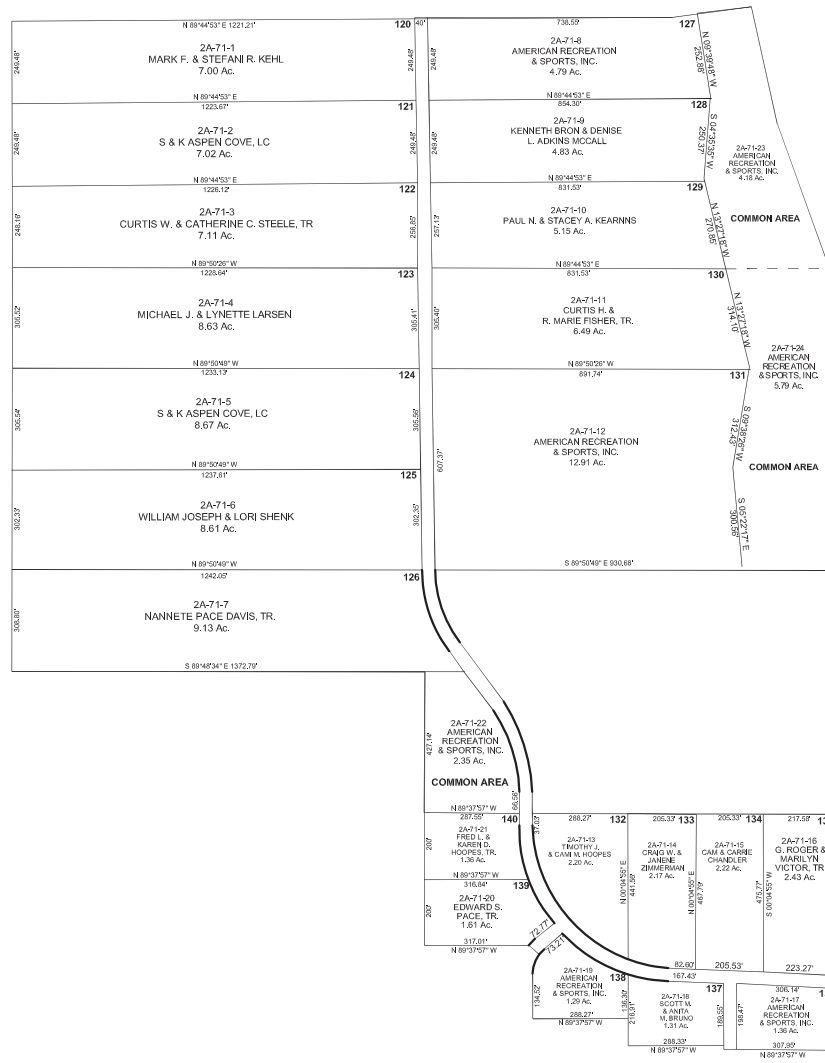 N 89°44'53" E 1221.21'
120
40'
738.55'
127
249.48'
2A-71-1
MARK F. & STEFANI R. KEHL
7.00 Ac.
249.48'
249.48'
2A-71-8
AMERICAN RECREATION
& SPORTS, INC.
4.79 Ac.
N 09°39'48" W
252.88'
N 89°44'53" E
1223.67'
121
N 89°44'53" E
854.30'
128
249.48'
2A-71-2
S & K ASPEN COVE, LC
7.02 Ac.
249.48'
249.48'
2A-71-9
KENNETH BRON & DENISE
L. ADKINS MCCALL
4.83 Ac.
S 04°35'35" W
250.37'
2A-71-23
AMERICAN
RECREATION
& SPORTS, INC.
4.18 Ac.
COMMON AREA
N 89°44'53" E
1226.12'
122
N 89°44'53" E
831.53'
129
248.16'
2A-71-3
CURTIS W. & CATHERINE C. STEELE, TR
7.11 Ac.
256.85'
257.13'
2A-71-10
PAUL N. & STACEY A. KEARNNS
5.15 Ac.
N 13°27'18" W
270.85'
N 89°50'26" W
1228.64'
123
N 89°44'53" E
831.53'
130
305.52'
2A-71-4
MICHAEL J. & LYNETTE LARSEN
8.63 Ac.
305.41'
305.40'
2A-71-11
CURTIS H. &
R. MARIE FISHER, TR.
6.49 Ac.
N 13°27'18" W
314.10'
2A-71-24
AMERICAN
RECREATION
& SPORTS, INC.
5.79 Ac.
N 89°50'49" W
1233.13'
124
N 89°50'26" W
891.74'
131
305.54'
2A-71-5
S & K ASPEN COVE, LC
8.67 Ac.
305.56'
607.37'
2A-71-12
AMERICAN RECREATION
& SPORTS, INC.
12.91 Ac.
S 09°38'26" W
312.43'
COMMON AREA
N 89°50'49" W
1237.61'
125
302.33'
2A-71-6
WILLIAM JOSEPH & LORI SHENK
8.61 Ac.
302.35'
S 05°22'17" E
300.56'
N 89°50'49" W
1242.05'
126
S 89°50'49" E 930.68'
308.80'
2A-71-7
NANNETE PACE DAVIS, TR.
9.13 Ac.
S 89°48'34" E 1372.79'
427.14'
2A-71-22
AMERICAN
RECREATION
& SPORTS, INC.
2.35 Ac.
COMMON AREA
66.56'
N 89°37'57" W
287.55'
140
37.03'
288.27'
132
205.33'
133
205.33'
134
217.58'
200'
2A-71-21
FRED L. &
KAREN D.
HOOPES, TR.
1.36 Ac.
2A-71-13
TIMOTHY J.
& CAMI M. HOOPES
2.20 Ac.
N 00°04'55" E
441.56'
2A-71-14
CRAIG W. &
JANENE
ZIMMERMAN
2.17 Ac.
N 00°04'55" E
467.79'
2A-71-15
CAM & CARRIE
CHANDLER
2.22 Ac.
475.77'
S 00°04'55" W
2A-71-16
G. ROGER &
MARILYN
VICTOR, TR
2.43 Ac.
N 89°37'57" W
316.84'
139
200'
2A-71-20
EDWARD S.
PACE, TR.
1.61 Ac.
72.77'
73.21'
317.01'
N 89°37'57" W
82.60'
205.53'
223.27'
167.43'
134.52'
2A-71-19
AMERICAN
RECREATION
& SPORTS, INC.
1.29 Ac.
138
136.30'
216.91'
288.27'
N 89°37'57" W
2A-71-18
SCOTT M.
& ANITA
M. BRUNO
1.31 Ac.
137
189.55'
198.47'
306.14'
2A-71-17
AMERICAN
RECREATION
& SPORTS, INC.
1.36 Ac.
288.33'
N 89°37'57" W
307.95'
N 89°37'57" W